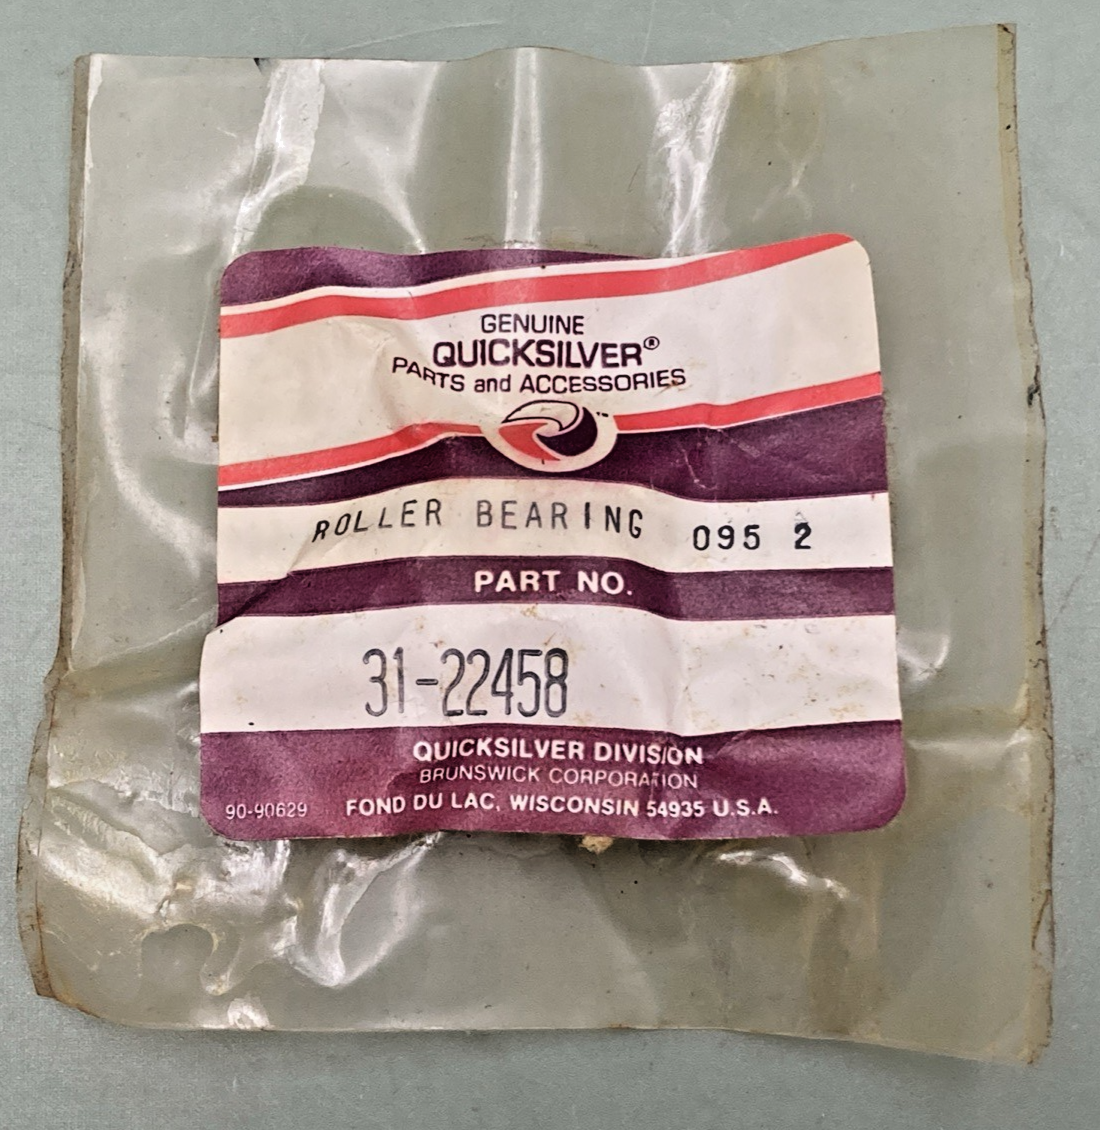 GENUINE
QUICKSILVER®
PARTS and ACCESSORIES
™
ROLLER BEARING 095 2
PART NO.
31-22458
QUICKSILVER DIVISION
BRUNSWICK CORPORATION
90-90629 FOND DU LAC, WISCONSIN 54935 U.S.A.